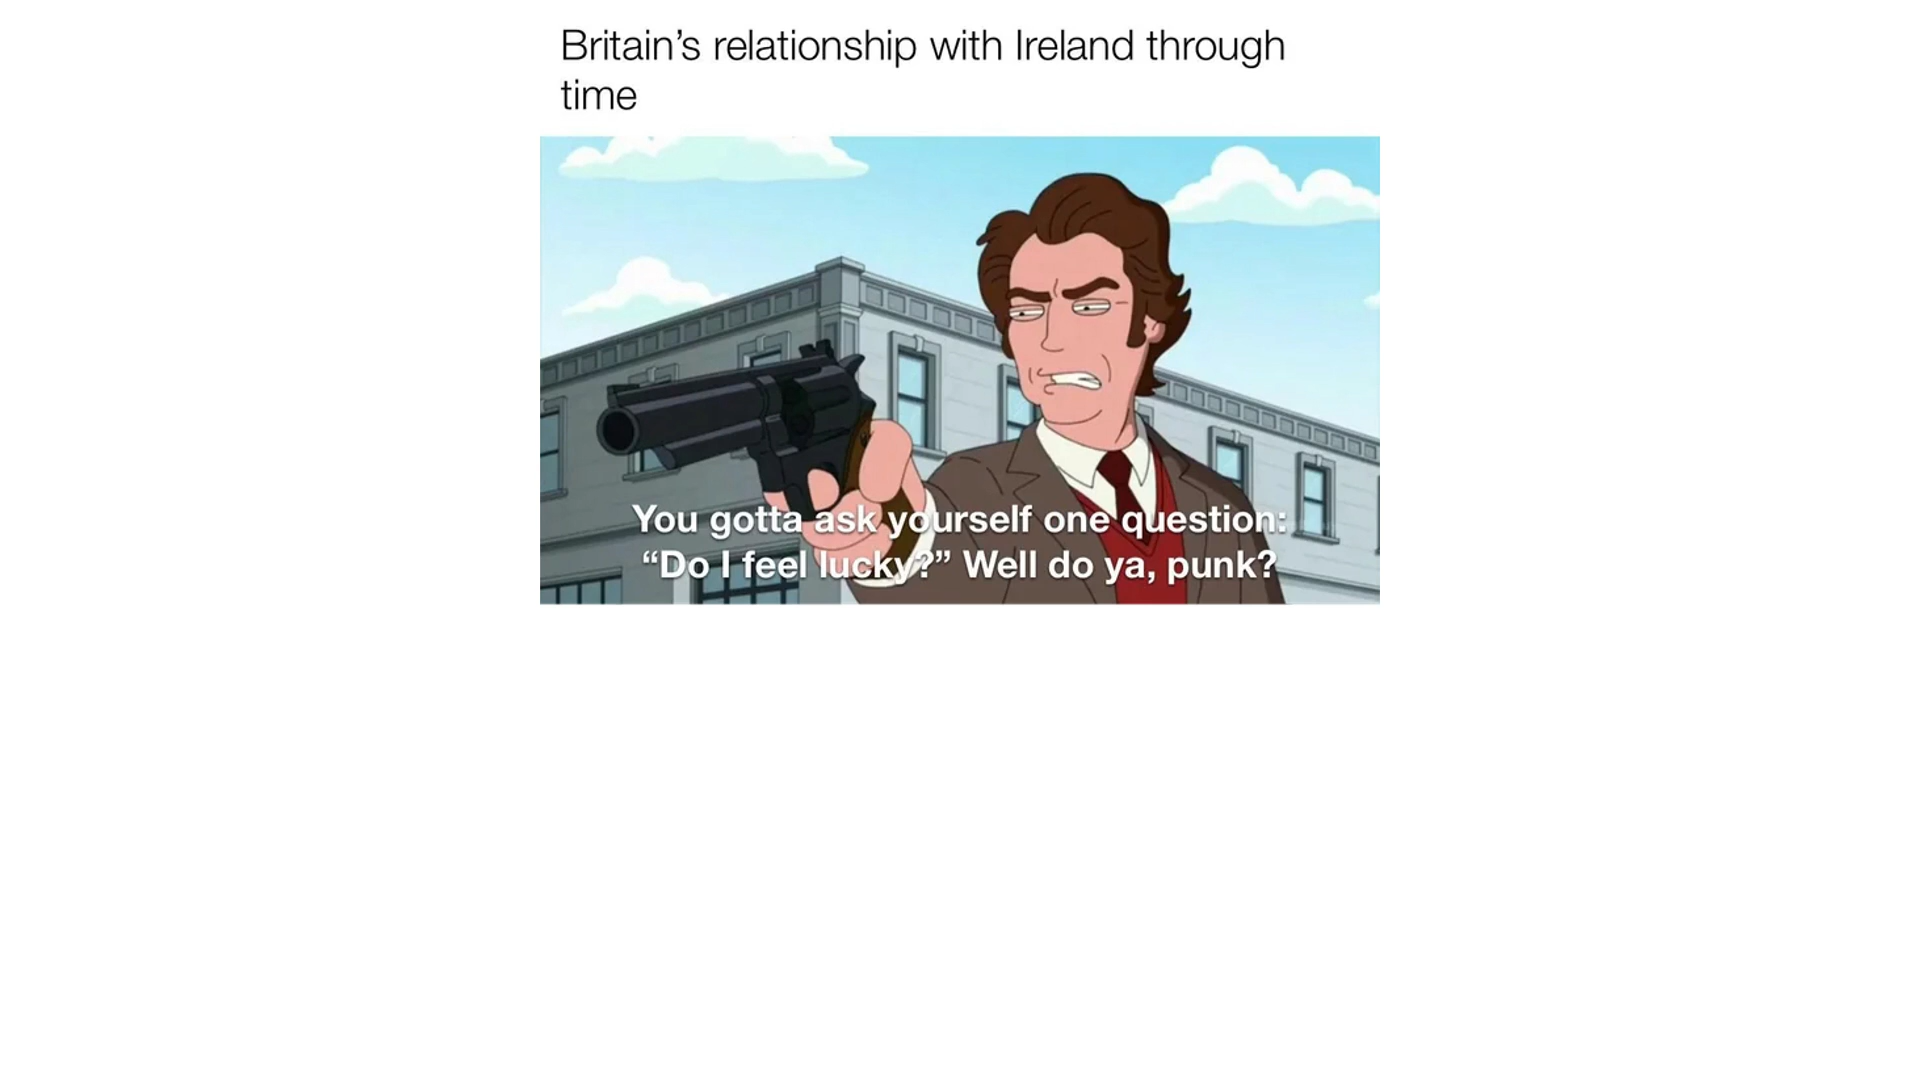 Britain’s relationship with Ireland through
time
You gotta ask yourself one question:
“Do I feel lucky?” Well do ya, punk?